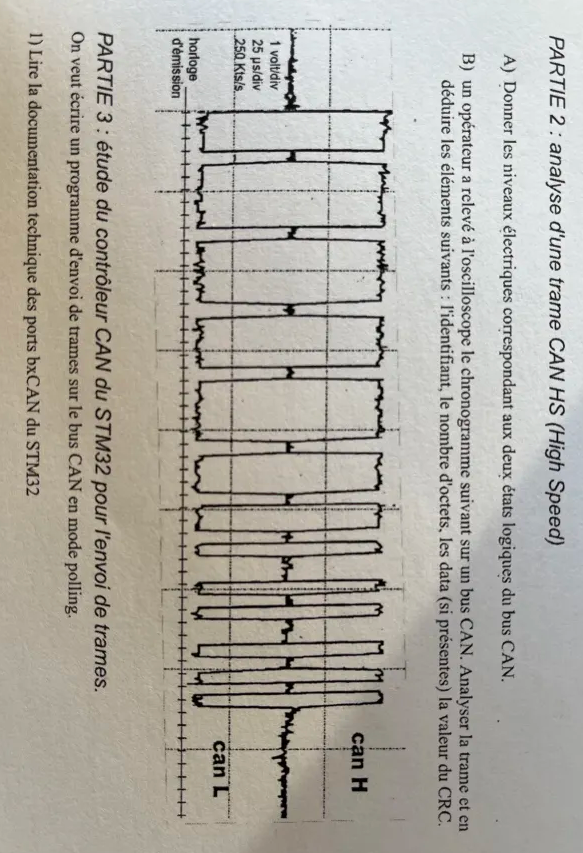 PARTIE 2 : analyse d'une trame CAN HS (High Speed)
A) Donner les niveaux électriques correspondant aux deux états logiques du bus CAN.
B) un opérateur a relevé à l'oscilloscope le chronogramme suivant sur un bus CAN. Analyser la trame et en
déduire les éléments suivants : l'identifiant, le nombre d'octets, les data (si présentes) la valeur du CRC.
can H
1 volt/div
25 µs/div
250 Kts/s
can L
horloge
d'émission
PARTIE 3 : étude du contrôleur CAN du STM32 pour l'envoi de trames.
On veut écrire un programme d'envoi de trames sur le bus CAN en mode polling.
1) Lire la documentation technique des ports bxCAN du STM32